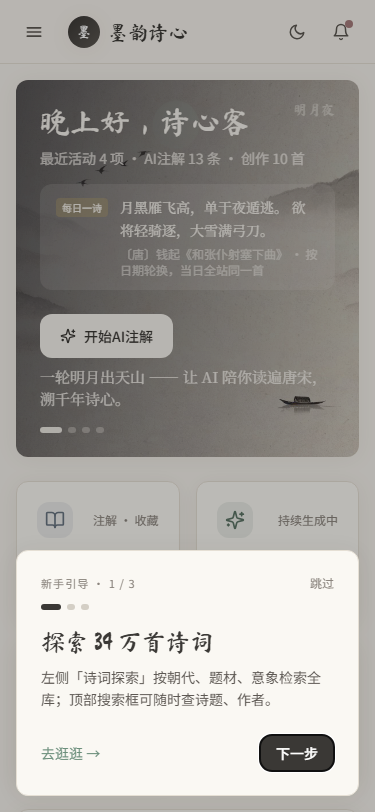 墨 墨韵诗心
明月夜
晚上好，诗心客
最近活动 4 项 · AI注解 13 条 · 创作 10 首
每日一诗
月黑雁飞高，单于夜遁逃。 欲
将轻骑逐，大雪满弓刀。
〔唐〕钱起《和张仆射塞下曲》 · 按
日期轮换，当日全站同一首
开始AI注解
一轮明月出天山 —— 让 AI 陪你读遍唐宋，
溯千年诗心。
注解 · 收藏
持续生成中
新手引导 · 1 / 3
跳过
探索 34 万首诗词
左侧「诗词探索」按朝代、题材、意象检索全
库；顶部搜索框可随时查诗题、作者。
去逛逛 →
下一步